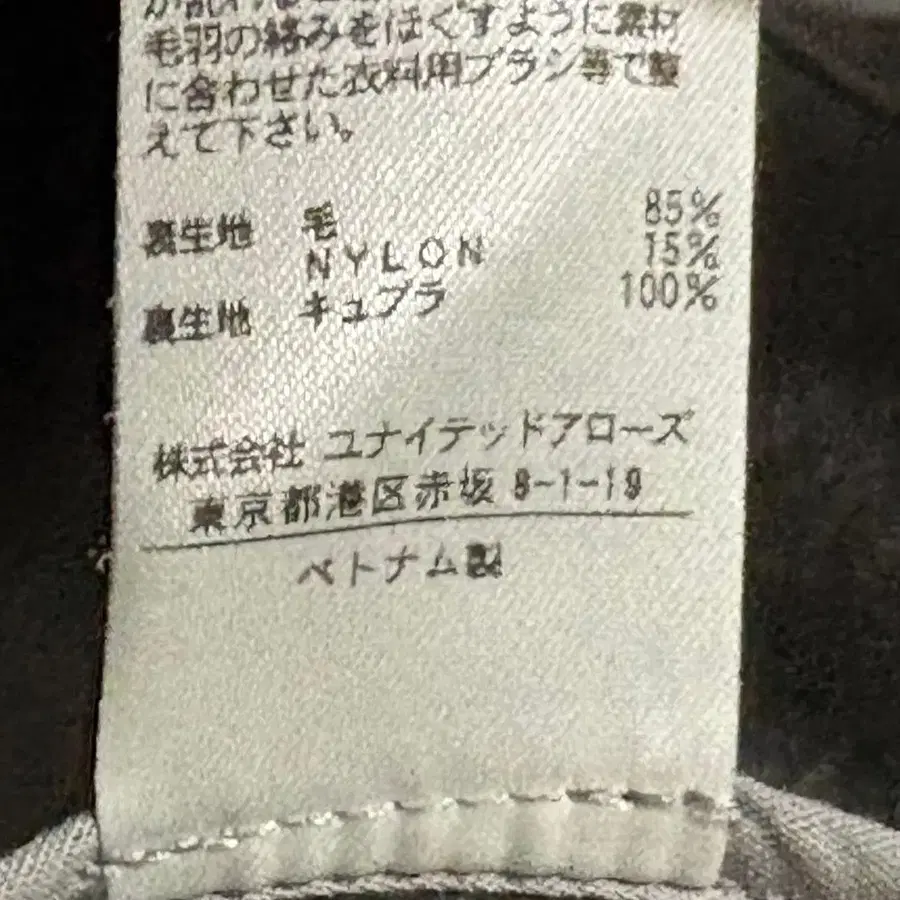 毛羽の絡みをほぐすように素材
に合わせた衣料用ブラシ等で整
えて下さい。
表生地 毛 85%
NYLON 15%
裏生地 キュプラ 100%
株式会社 ユナイテッドアローズ
東京都港区赤坂 8-1-19
ベトナム製